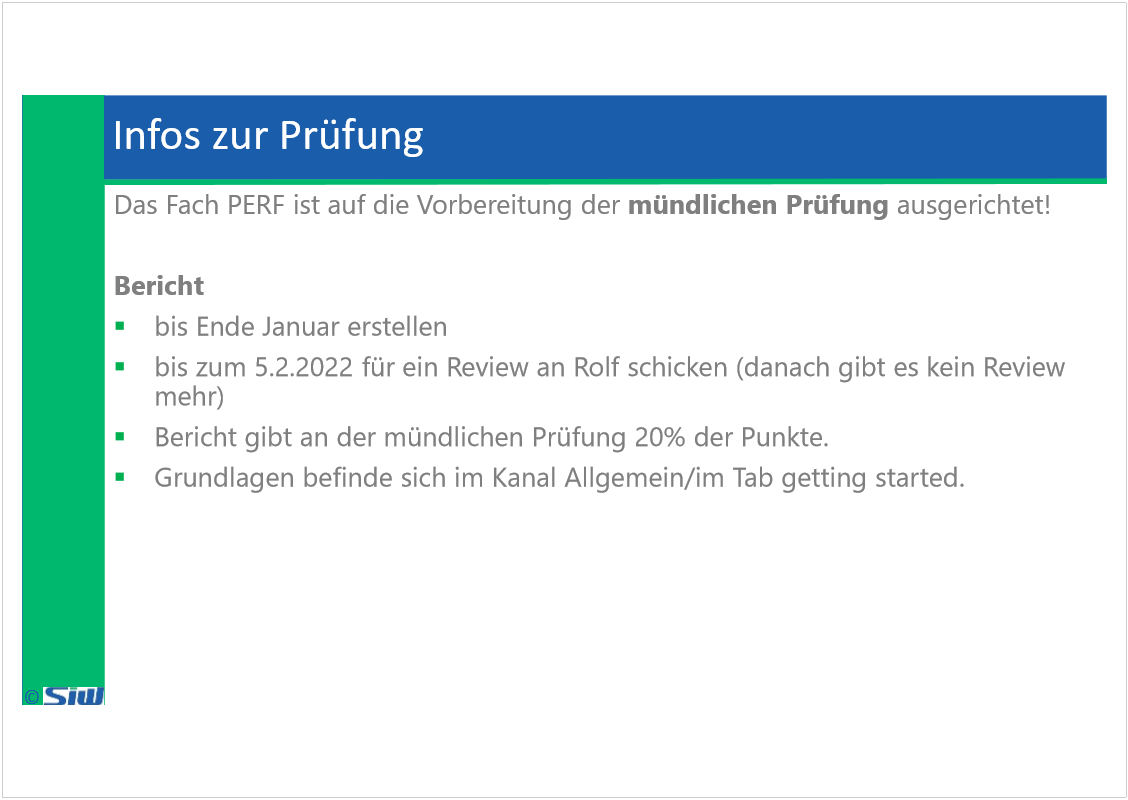 Infos zur Prüfung
Das Fach PERF ist auf die Vorbereitung der mündlichen Prüfung ausgerichtet!
Bericht
▪ bis Ende Januar erstellen
▪ bis zum 5.2.2022 für ein Review an Rolf schicken (danach gibt es kein Review
mehr)
▪ Bericht gibt an der mündlichen Prüfung 20% der Punkte.
▪ Grundlagen befinde sich im Kanal Allgemein/im Tab getting started.
© SiW